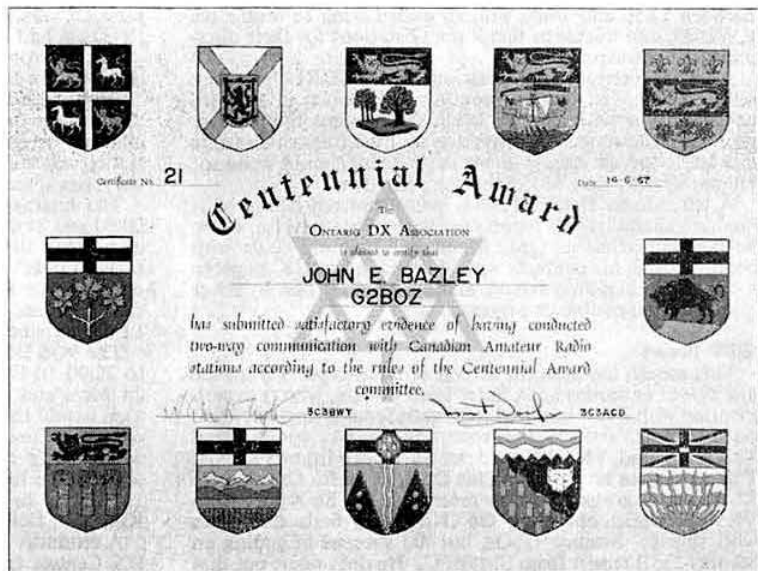 Certificate No. 21
Date 16-6-67
Centennial Award
The
Ontario DX Association
is pleased to certify that
JOHN E. BAZLEY
G2BOZ
has submitted satisfactory evidence of having conducted
two-way communication with Canadian Amateur Radio
stations according to the rules of the Centennial Award
committee.
3C3BWY 3C3ACD